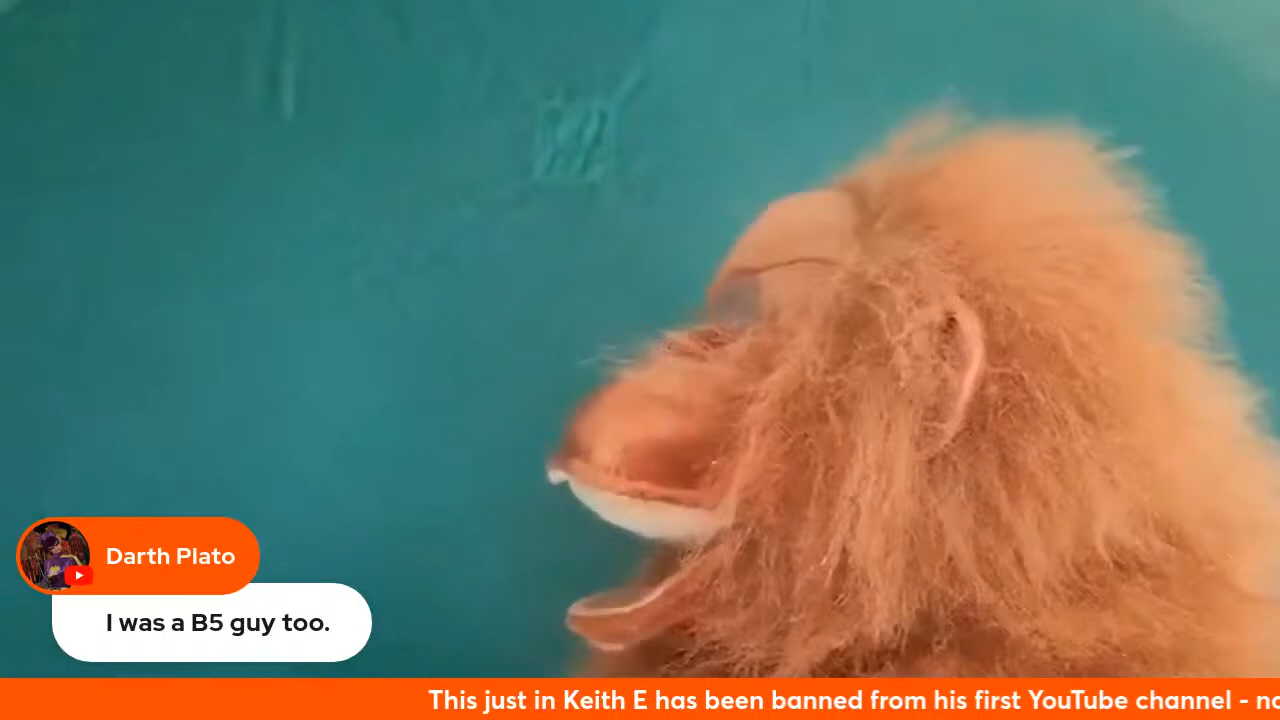 Darth Plato
I was a B5 guy too.
This just in Keith E has been banned from his first YouTube channel -